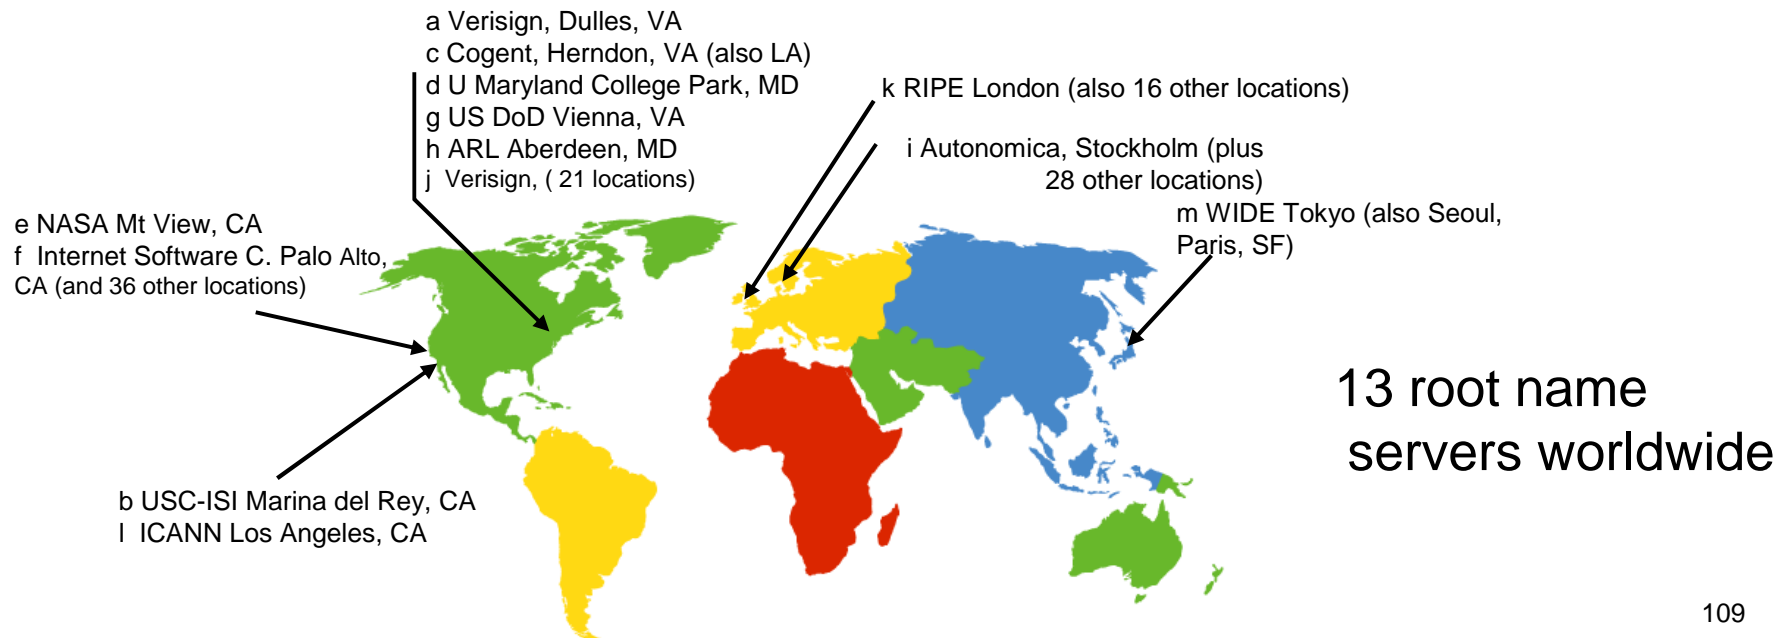 a Verisign, Dulles, VA
c Cogent, Herndon, VA (also LA)
d U Maryland College Park, MD
g US DoD Vienna, VA
h ARL Aberdeen, MD
j Verisign, ( 21 locations)
k RIPE London (also 16 other locations)
i Autonomica, Stockholm (plus
28 other locations)
m WIDE Tokyo (also Seoul,
Paris, SF)
e NASA Mt View, CA
f Internet Software C. Palo Alto,
CA (and 36 other locations)
13 root name
servers worldwide
b USC-ISI Marina del Rey, CA
l ICANN Los Angeles, CA
109